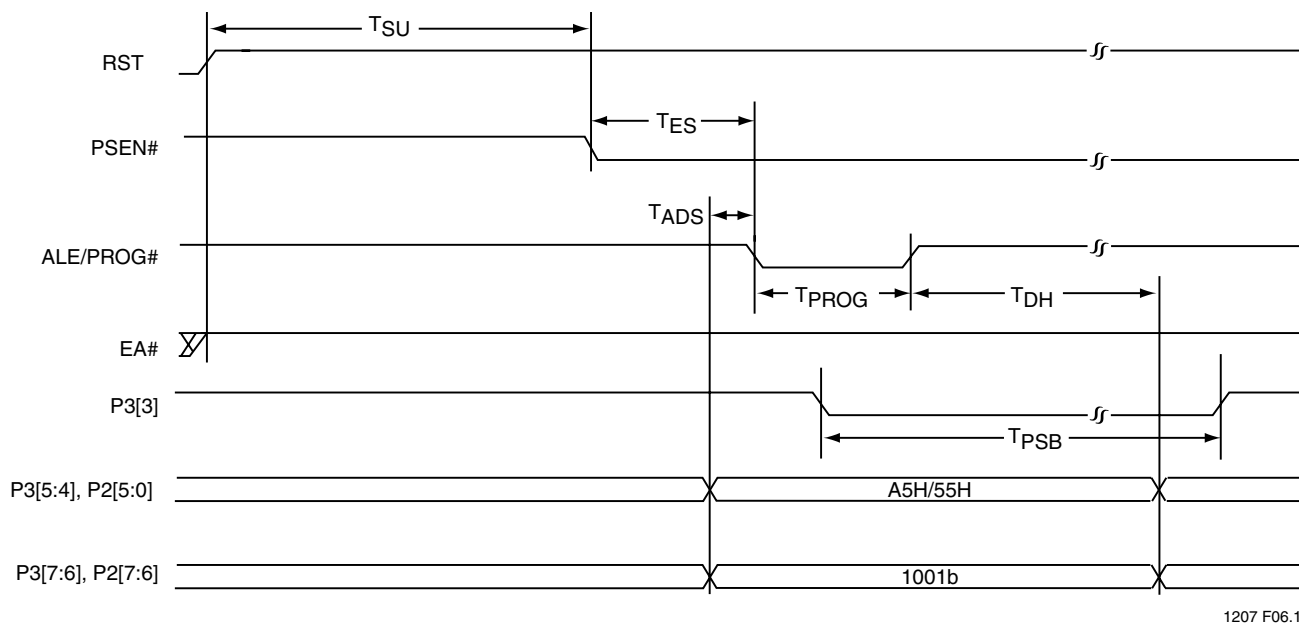 TSU
RST
TES
PSEN#
TADS
ALE/PROG#
TPROG
TDH
EA#
P3[3]
TPSB
P3[5:4], P2[5:0]
A5H/55H
P3[7:6], P2[7:6]
1001b
1207 F06.1